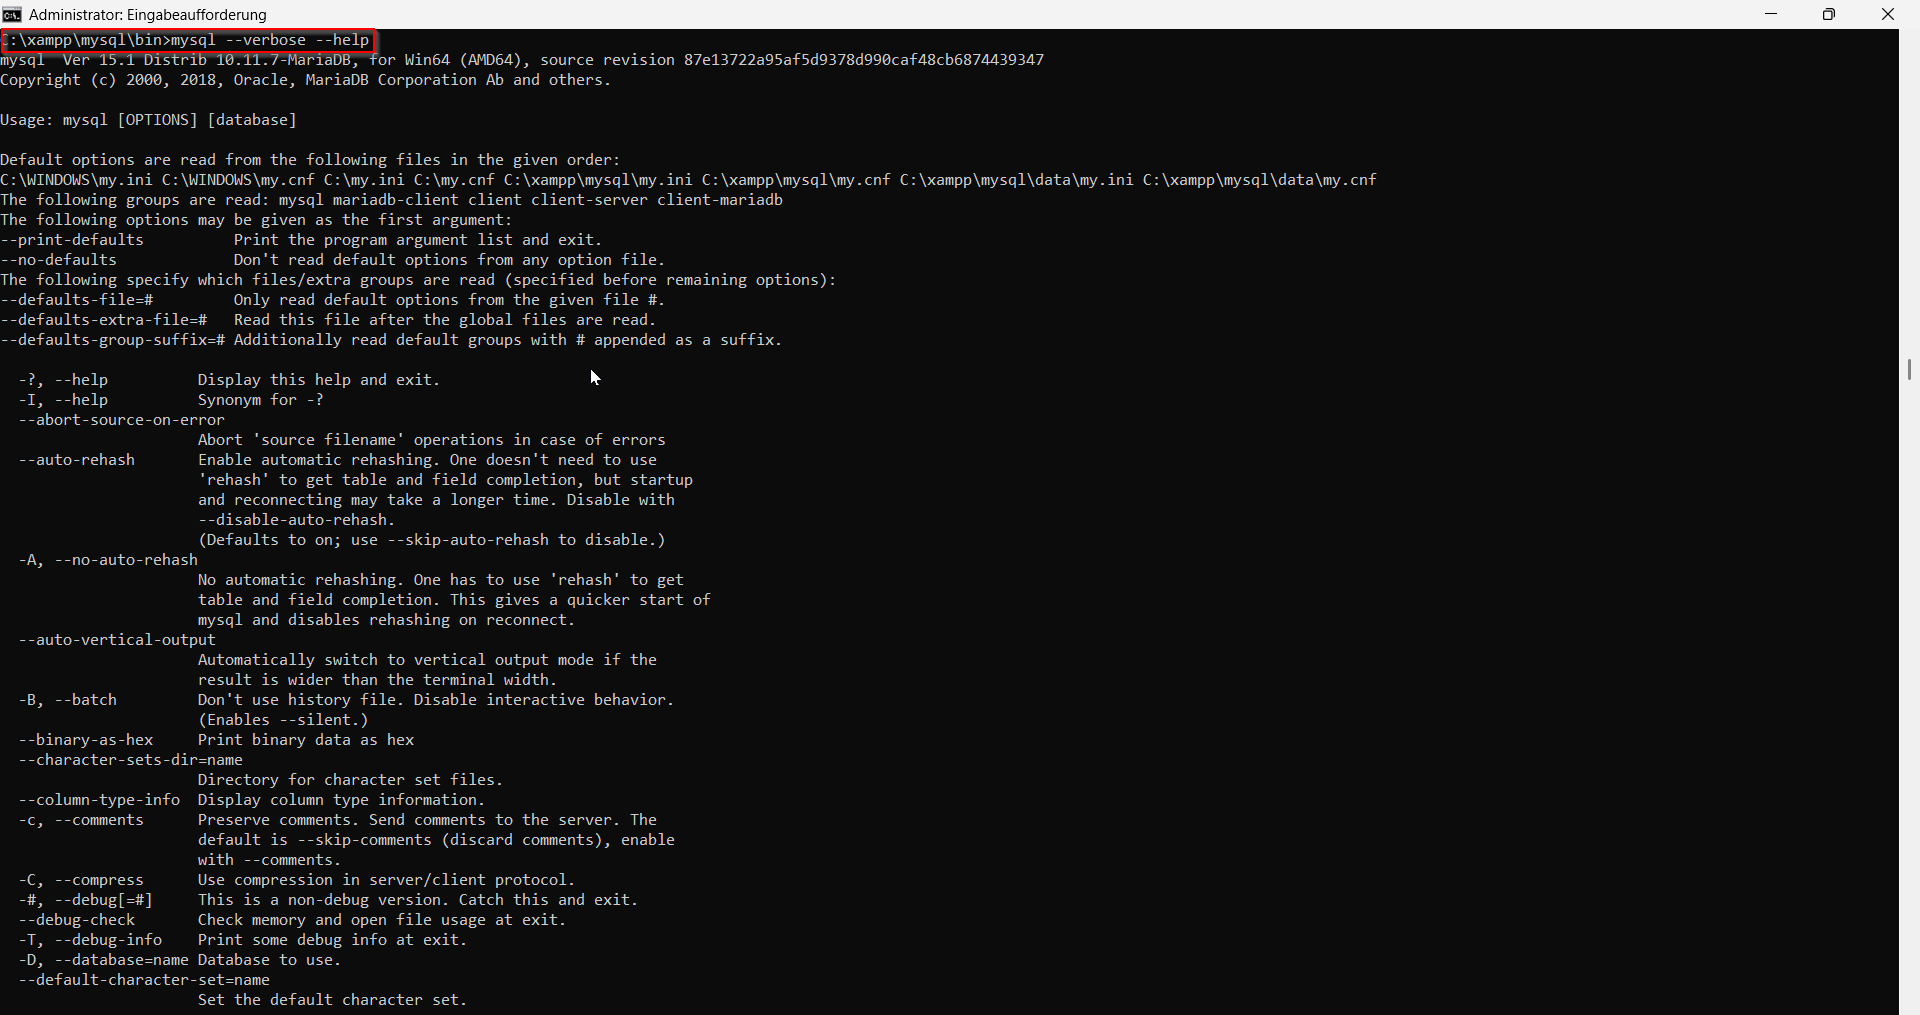 Administrator: Eingabeaufforderung
C:\xampp\mysql\bin>mysql --verbose --help
mysql  Ver 15.1 Distrib 10.11.7-MariaDB, for Win64 (AMD64), source revision 87e13722a95af5d9378d990caf48cb6874439347
Copyright (c) 2000, 2018, Oracle, MariaDB Corporation Ab and others.

Usage: mysql [OPTIONS] [database]

Default options are read from the following files in the given order:
C:\WINDOWS\my.ini C:\WINDOWS\my.cnf C:\my.ini C:\my.cnf C:\xampp\mysql\my.ini C:\xampp\mysql\my.cnf C:\xampp\mysql\data\my.ini C:\xampp\mysql\data\my.cnf
The following groups are read: mysql mariadb-client client client-server client-mariadb
The following options may be given as the first argument:
--print-defaults          Print the program argument list and exit.
--no-defaults             Don't read default options from any option file.
The following specify which files/extra groups are read (specified before remaining options):
--defaults-file=#         Only read default options from the given file #.
--defaults-extra-file=#   Read this file after the global files are read.
--defaults-group-suffix=# Additionally read default groups with # appended as a suffix.

  -?, --help          Display this help and exit.
  -I, --help          Synonym for -?
  --abort-source-on-error
                      Abort 'source filename' operations in case of errors
  --auto-rehash       Enable automatic rehashing. One doesn't need to use
                      'rehash' to get table and field completion, but startup
                      and reconnecting may take a longer time. Disable with
                      --disable-auto-rehash.
                      (Defaults to on; use --skip-auto-rehash to disable.)
  -A, --no-auto-rehash
                      No automatic rehashing. One has to use 'rehash' to get
                      table and field completion. This gives a quicker start of
                      mysql and disables rehashing on reconnect.
  --auto-vertical-output
                      Automatically switch to vertical output mode if the
                      result is wider than the terminal width.
  -B, --batch         Don't use history file. Disable interactive behavior.
                      (Enables --silent.)
  --binary-as-hex     Print binary data as hex
  --character-sets-dir=name
                      Directory for character set files.
  --column-type-info  Display column type information.
  -c, --comments      Preserve comments. Send comments to the server. The
                      default is --skip-comments (discard comments), enable
                      with --comments.
  -C, --compress      Use compression in server/client protocol.
  -#, --debug[=#]     This is a non-debug version. Catch this and exit.
  --debug-check       Check memory and open file usage at exit.
  -T, --debug-info    Print some debug info at exit.
  -D, --database=name Database to use.
  --default-character-set=name
                      Set the default character set.